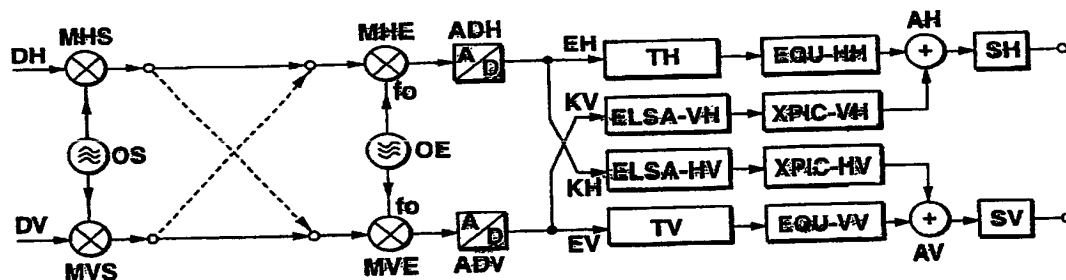 DH
MHS
MHE
ADH
A
D
fo
EH
TH
EQU-HH
AH
+
SH
KV
ELSA-VH
XPIC-VH
OS
OE
KH
ELSA-HV
XPIC-HV
DV
MVS
fo
MVE
A
D
ADV
EV
TV
EQU-VV
+
AV
SV